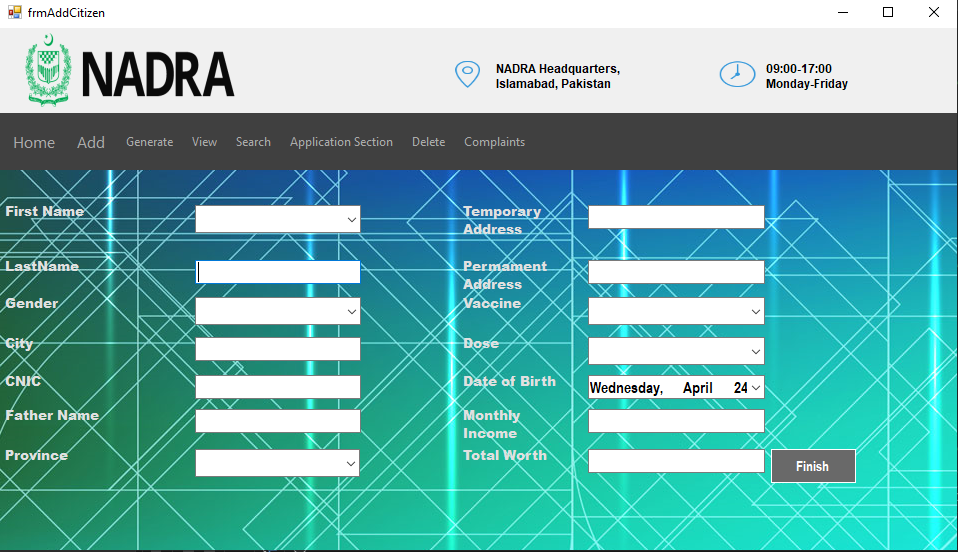 frmAddCitizen
NADRA
NADRA Headquarters,
Islamabad, Pakistan
09:00-17:00
Monday-Friday
Home Add Generate View Search Application Section Delete Complaints
First Name
Temporary
Address
LastName
Permament
Address
Gender
Vaccine
City
Dose
CNIC
Date of Birth
Wednesday, April 24
Father Name
Monthly
Income
Province
Total Worth
Finish